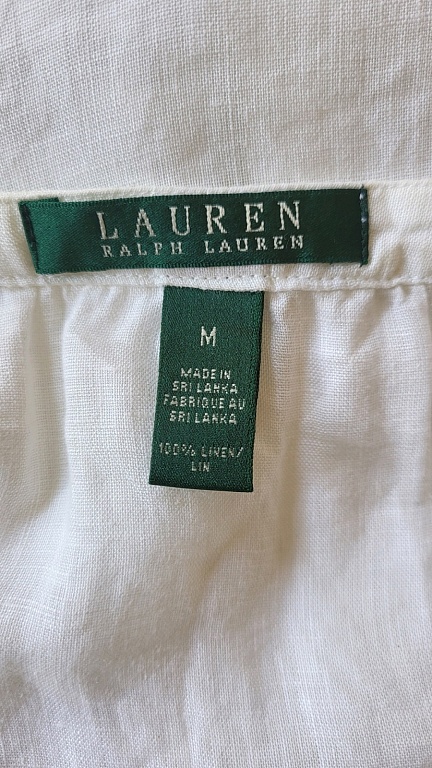 LAUREN
RALPH LAUREN
M
MADE IN
SRI LANKA
FABRIQUE AU
SRI LANKA
100% LINEN/
LIN